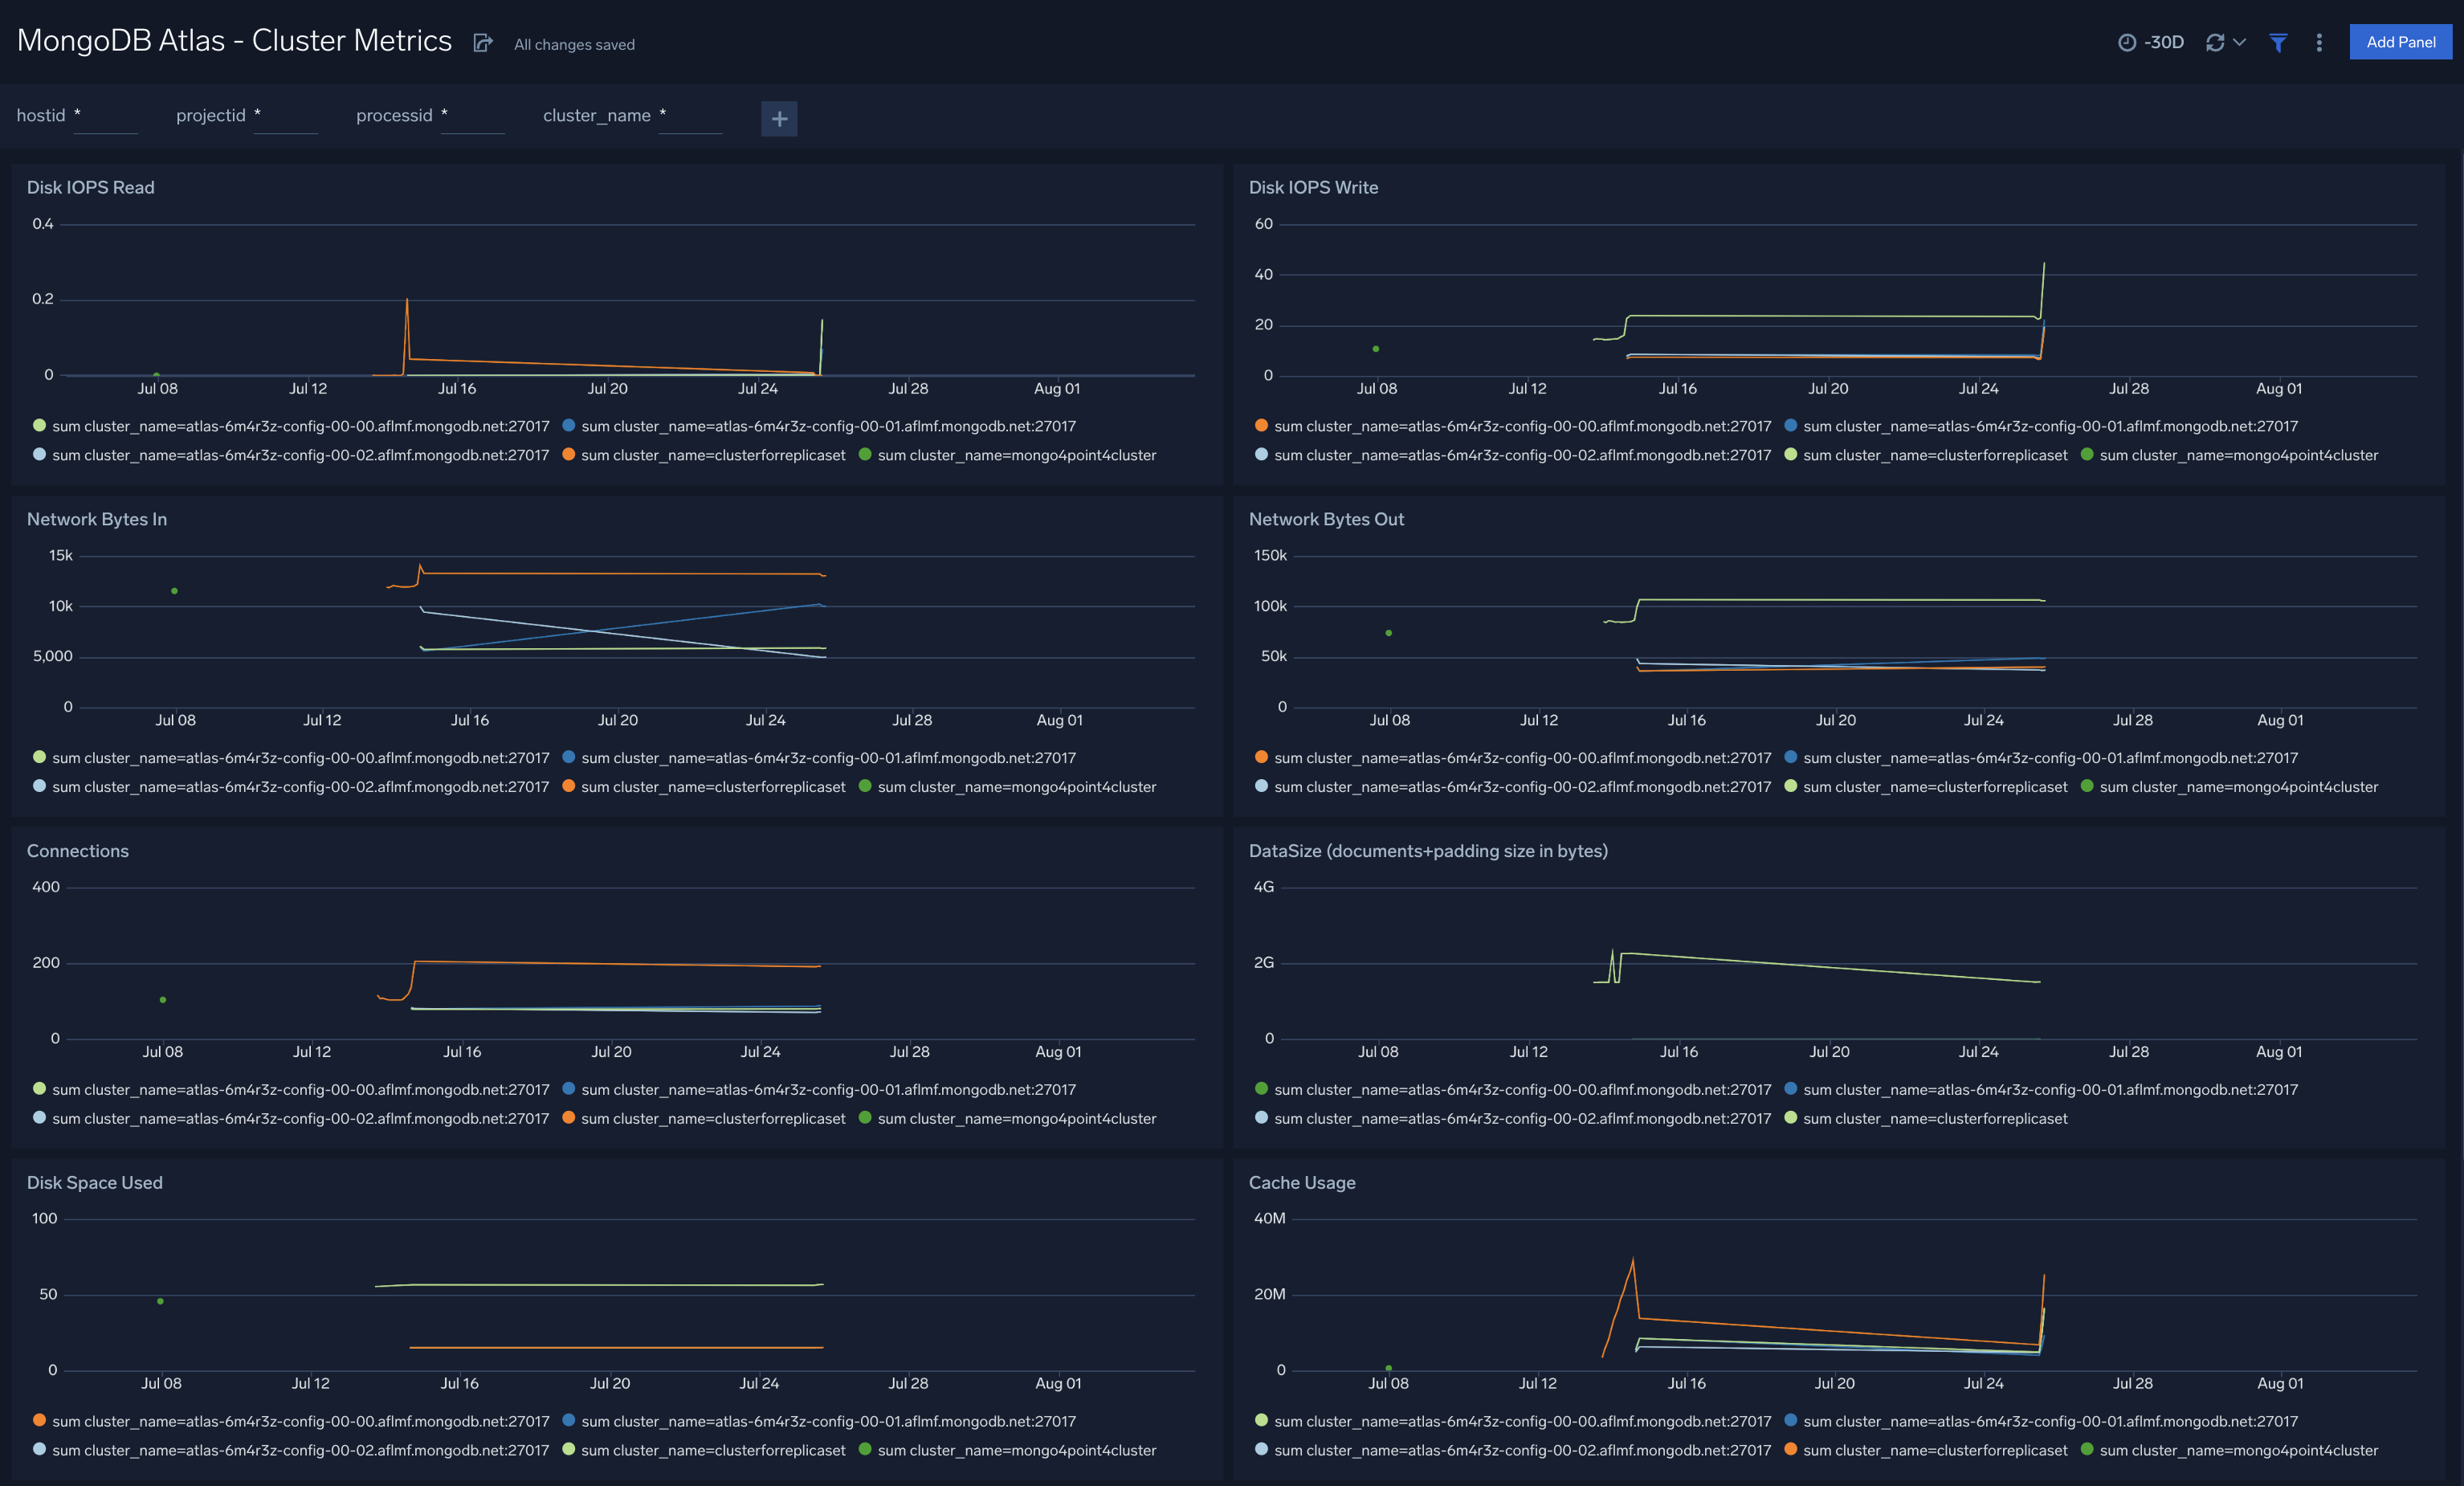 MongoDB Atlas - Cluster Metrics All changes saved -30D Add Panel
hostid * projectid * processid * cluster_name * +
Disk IOPS Read
0.4
0.2
0
Jul 08 Jul 12 Jul 16 Jul 20 Jul 24 Jul 28 Aug 01
sum cluster_name=atlas-6m4r3z-config-00-00.aflmf.mongodb.net:27017 sum cluster_name=atlas-6m4r3z-config-00-01.aflmf.mongodb.net:27017
sum cluster_name=atlas-6m4r3z-config-00-02.aflmf.mongodb.net:27017 sum cluster_name=clusterforreplicaset sum cluster_name=mongo4point4cluster
Disk IOPS Write
60
40
20
0
Jul 08 Jul 12 Jul 16 Jul 20 Jul 24 Jul 28 Aug 01
sum cluster_name=atlas-6m4r3z-config-00-00.aflmf.mongodb.net:27017 sum cluster_name=atlas-6m4r3z-config-00-01.aflmf.mongodb.net:27017
sum cluster_name=atlas-6m4r3z-config-00-02.aflmf.mongodb.net:27017 sum cluster_name=clusterforreplicaset sum cluster_name=mongo4point4cluster
Network Bytes In
15k
10k
5,000
0
Jul 08 Jul 12 Jul 16 Jul 20 Jul 24 Jul 28 Aug 01
sum cluster_name=atlas-6m4r3z-config-00-00.aflmf.mongodb.net:27017 sum cluster_name=atlas-6m4r3z-config-00-01.aflmf.mongodb.net:27017
sum cluster_name=atlas-6m4r3z-config-00-02.aflmf.mongodb.net:27017 sum cluster_name=clusterforreplicaset sum cluster_name=mongo4point4cluster
Network Bytes Out
150k
100k
50k
0
Jul 08 Jul 12 Jul 16 Jul 20 Jul 24 Jul 28 Aug 01
sum cluster_name=atlas-6m4r3z-config-00-00.aflmf.mongodb.net:27017 sum cluster_name=atlas-6m4r3z-config-00-01.aflmf.mongodb.net:27017
sum cluster_name=atlas-6m4r3z-config-00-02.aflmf.mongodb.net:27017 sum cluster_name=clusterforreplicaset sum cluster_name=mongo4point4cluster
Connections
400
200
0
Jul 08 Jul 12 Jul 16 Jul 20 Jul 24 Jul 28 Aug 01
sum cluster_name=atlas-6m4r3z-config-00-00.aflmf.mongodb.net:27017 sum cluster_name=atlas-6m4r3z-config-00-01.aflmf.mongodb.net:27017
sum cluster_name=atlas-6m4r3z-config-00-02.aflmf.mongodb.net:27017 sum cluster_name=clusterforreplicaset sum cluster_name=mongo4point4cluster
DataSize (documents+padding size in bytes)
4G
2G
0
Jul 08 Jul 12 Jul 16 Jul 20 Jul 24 Jul 28 Aug 01
sum cluster_name=atlas-6m4r3z-config-00-00.aflmf.mongodb.net:27017 sum cluster_name=atlas-6m4r3z-config-00-01.aflmf.mongodb.net:27017
sum cluster_name=atlas-6m4r3z-config-00-02.aflmf.mongodb.net:27017 sum cluster_name=clusterforreplicaset
Disk Space Used
100
50
0
Jul 08 Jul 12 Jul 16 Jul 20 Jul 24 Jul 28 Aug 01
sum cluster_name=atlas-6m4r3z-config-00-00.aflmf.mongodb.net:27017 sum cluster_name=atlas-6m4r3z-config-00-01.aflmf.mongodb.net:27017
sum cluster_name=atlas-6m4r3z-config-00-02.aflmf.mongodb.net:27017 sum cluster_name=clusterforreplicaset sum cluster_name=mongo4point4cluster
Cache Usage
40M
20M
0
Jul 08 Jul 12 Jul 16 Jul 20 Jul 24 Jul 28 Aug 01
sum cluster_name=atlas-6m4r3z-config-00-00.aflmf.mongodb.net:27017 sum cluster_name=atlas-6m4r3z-config-00-01.aflmf.mongodb.net:27017
sum cluster_name=atlas-6m4r3z-config-00-02.aflmf.mongodb.net:27017 sum cluster_name=clusterforreplicaset sum cluster_name=mongo4point4cluster